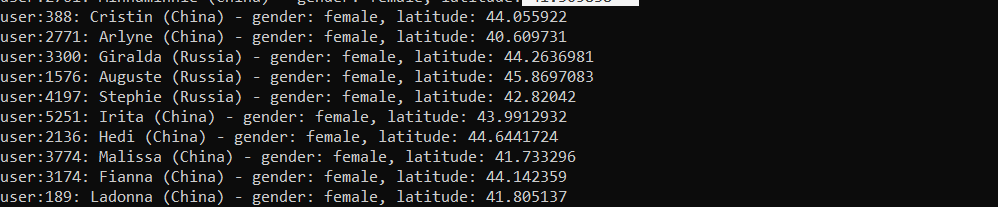 user:388: Cristin (China) - gender: female, latitude: 44.055922
user:2771: Arlyne (China) - gender: female, latitude: 40.609731
user:3300: Giralda (Russia) - gender: female, latitude: 44.2636981
user:1576: Auguste (Russia) - gender: female, latitude: 45.8697083
user:4197: Stephie (Russia) - gender: female, latitude: 42.82042
user:5251: Irita (China) - gender: female, latitude: 43.9912932
user:2136: Hedi (China) - gender: female, latitude: 44.6441724
user:3774: Malissa (China) - gender: female, latitude: 41.733296
user:3174: Fianna (China) - gender: female, latitude: 44.142359
user:189: Ladonna (China) - gender: female, latitude: 41.805137